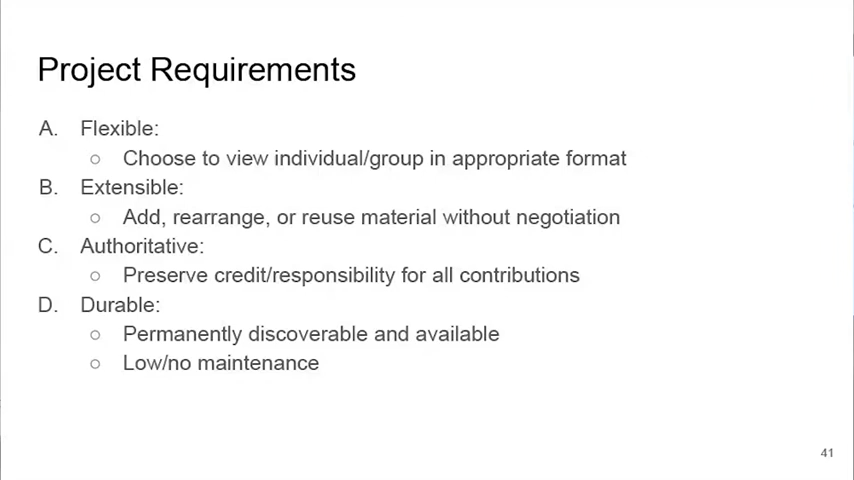 Project Requirements
A. Flexible:
○ Choose to view individual/group in appropriate format
B. Extensible:
○ Add, rearrange, or reuse material without negotiation
C. Authoritative:
○ Preserve credit/responsibility for all contributions
D. Durable:
○ Permanently discoverable and available
○ Low/no maintenance
41